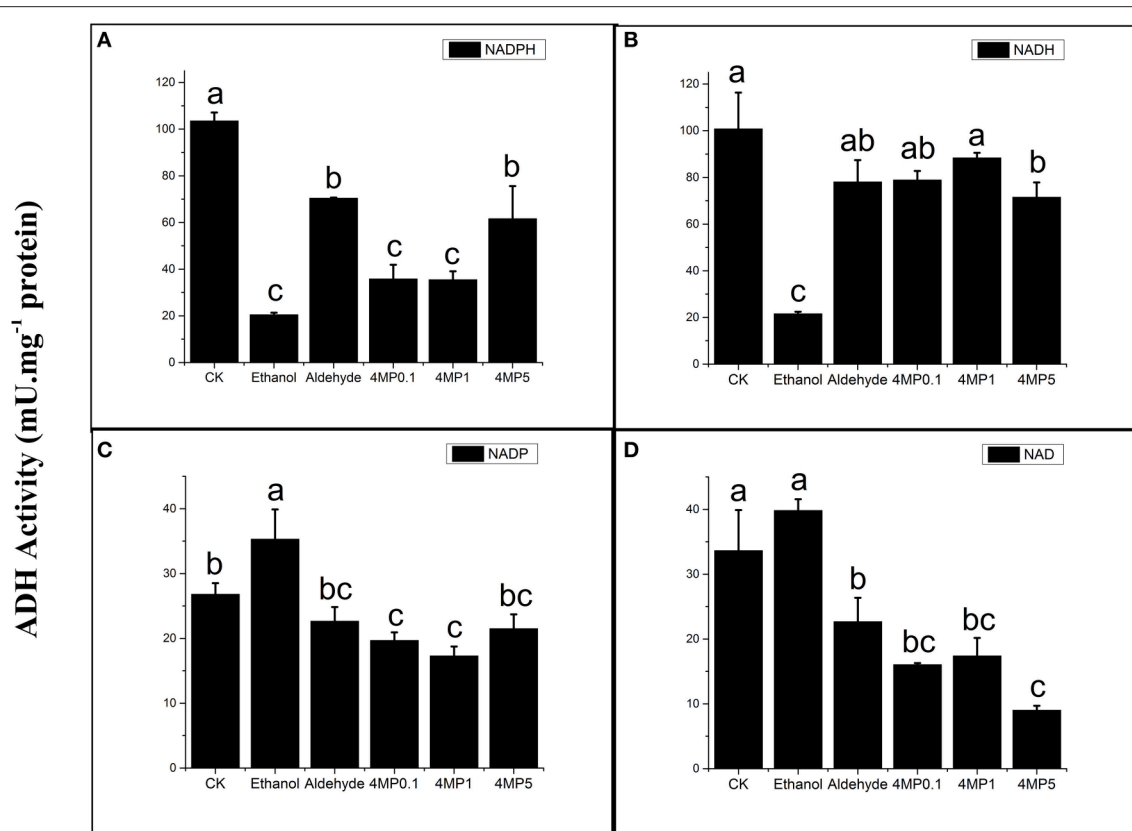 ADH Activity (mU.mg⁻¹ protein)
A
NADPH
120
100
80
60
40
20
0
a
c
b
c
c
b
CK Ethanol Aldehyde 4MP0.1 4MP1 4MP5
B
NADH
120
100
80
60
40
20
0
a
c
ab
ab
a
b
CK Ethanol Aldehyde 4MP0.1 4MP1 4MP5
C
NADP
40
30
20
10
0
b
a
bc
c
c
bc
CK Ethanol Aldehyde 4MP0.1 4MP1 4MP5
D
NAD
40
30
20
10
0
a
a
b
bc
bc
c
CK Ethanol Aldehyde 4MP0.1 4MP1 4MP5